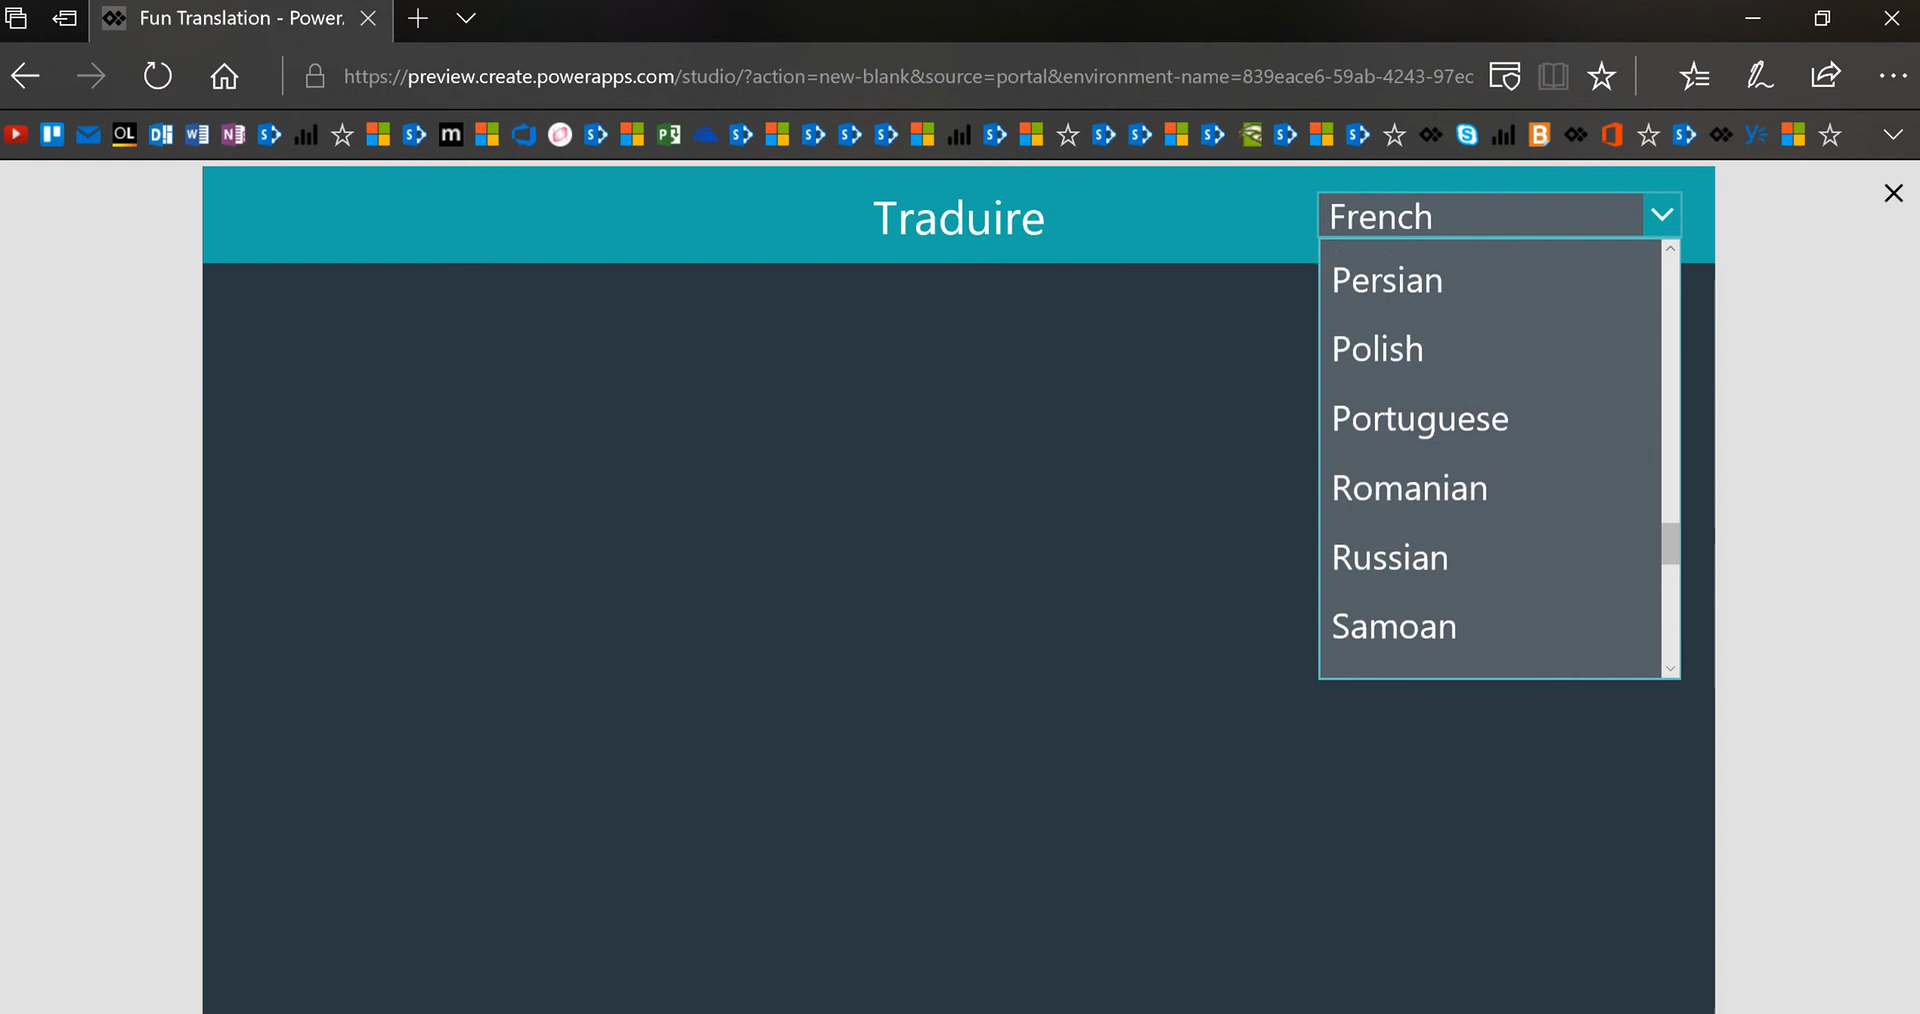 Fun Translation - Power.
https://preview.create.powerapps.com/studio/?action=new-blank&source=portal&environment-name=839eace6-59ab-4243-97ec
OL
m
Traduire
French
Persian
Polish
Portuguese
Romanian
Russian
Samoan